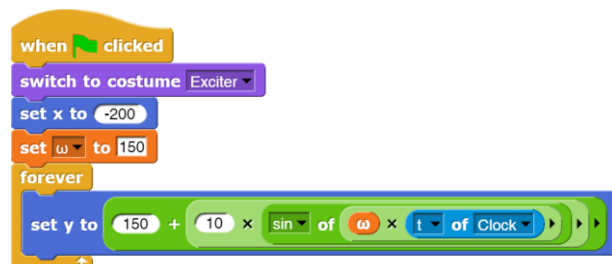 when clicked
switch to costume Exciter
set x to -200
set ω to 150
forever
set y to 150 + 10 × sin of ω × t of Clock